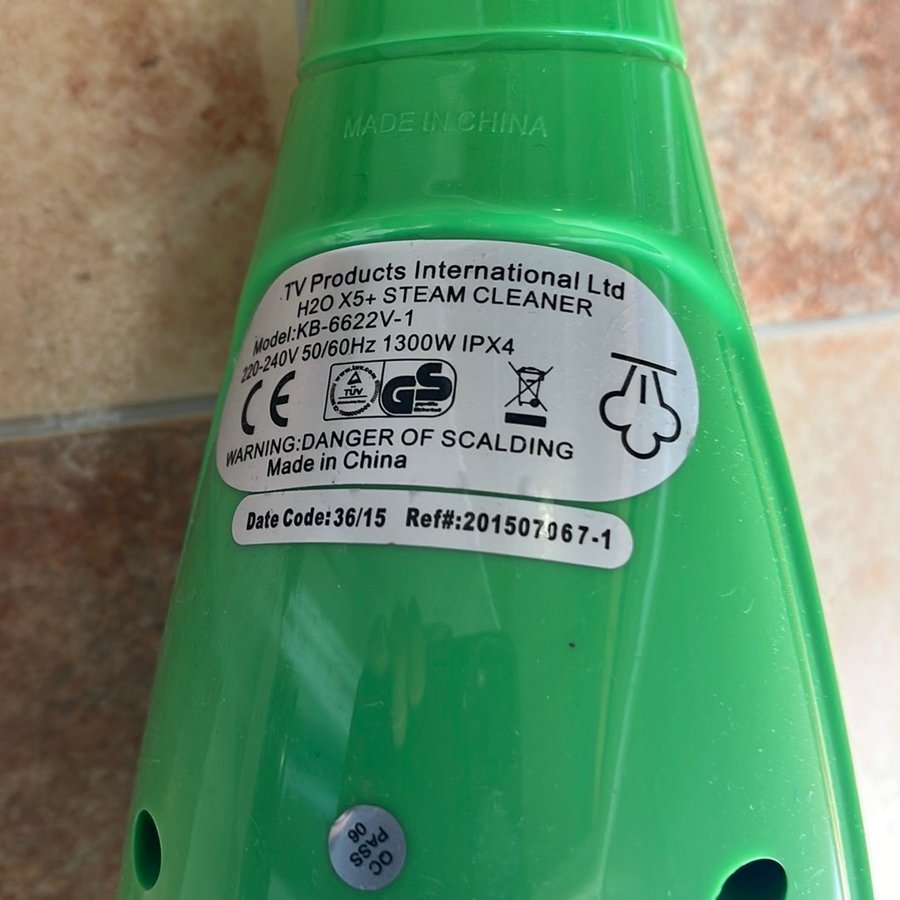 MADE IN CHINA
TV Products International Ltd
H2O X5+ STEAM CLEANER
Model:KB-6622V-1
220-240V 50/60Hz 1300W IPX4
CE
TÜV
GS
WARNING:DANGER OF SCALDING
Made in China
Date Code:36/15 Ref#:201507067-1
QC
PASS
06